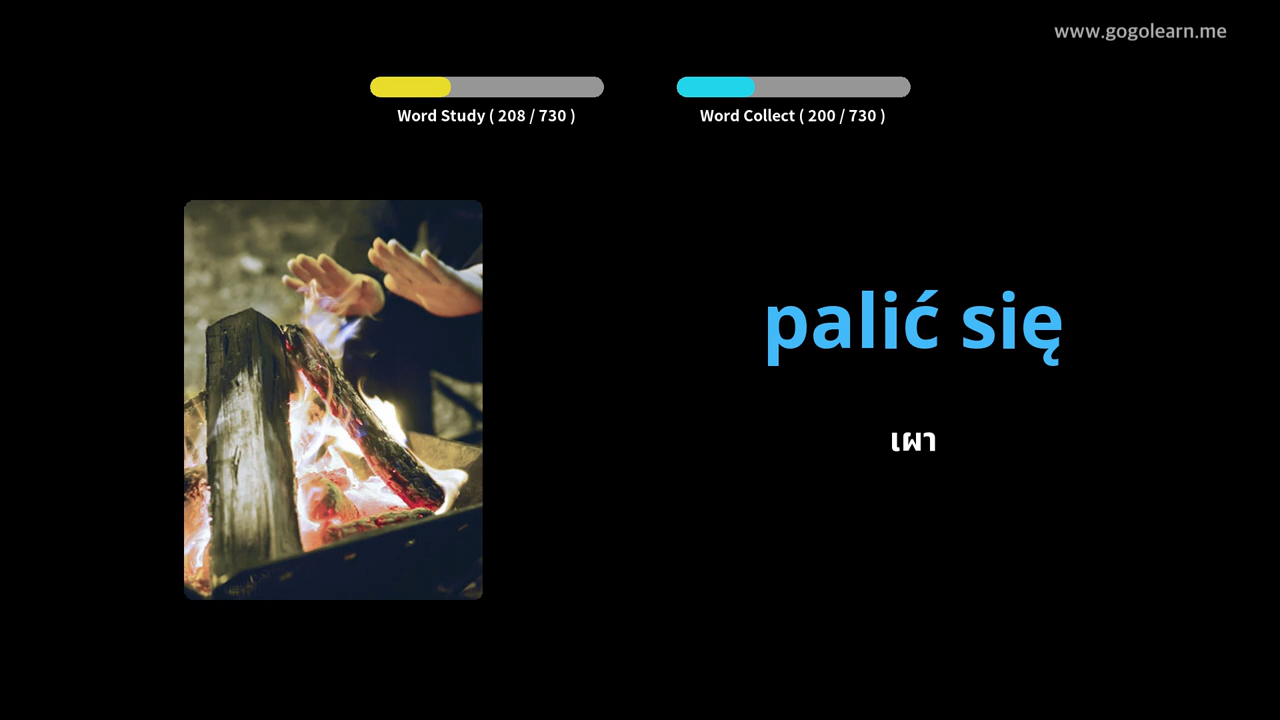 www.gogolearn.me
Word Study ( 208 / 730 )
Word Collect ( 200 / 730 )
palić się
เผา